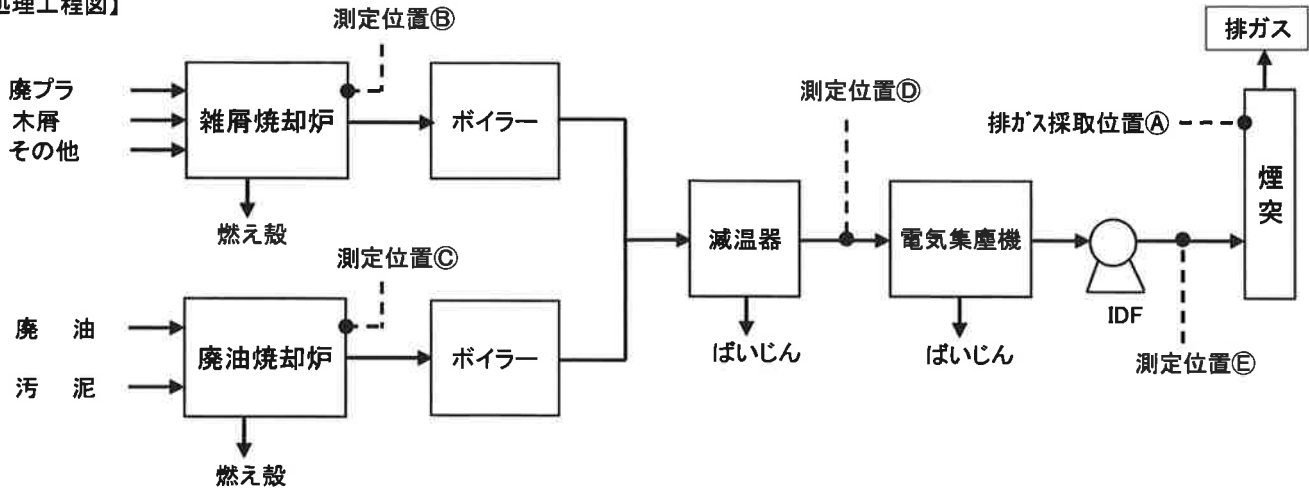 処理工程図】
測定位置Ⓑ
排ガス
廃プラ
木屑
その他
雑屑焼却炉
ボイラー
測定位置Ⓓ
排ガス採取位置Ⓐ
煙突
燃え殻
減温器
電気集塵機
測定位置Ⓒ
IDF
廃 油
汚 泥
廃油焼却炉
ボイラー
ばいじん
ばいじん
測定位置Ⓔ
燃え殻